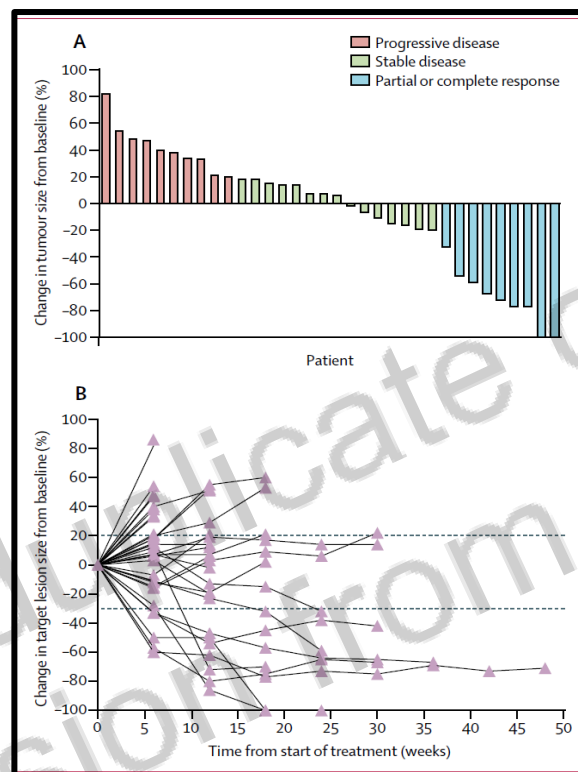 A
Progressive disease
Stable disease
Partial or complete response
Change in tumour size from baseline (%)
100
80
60
40
20
0
−20
−40
−60
−80
−100
Patient
B
Change in target lesion size from baseline (%)
100
80
60
40
20
0
−20
−40
−60
−80
−100
0 5 10 15 20 25 30 35 40 45 50
Time from start of treatment (weeks)
duplicate
from